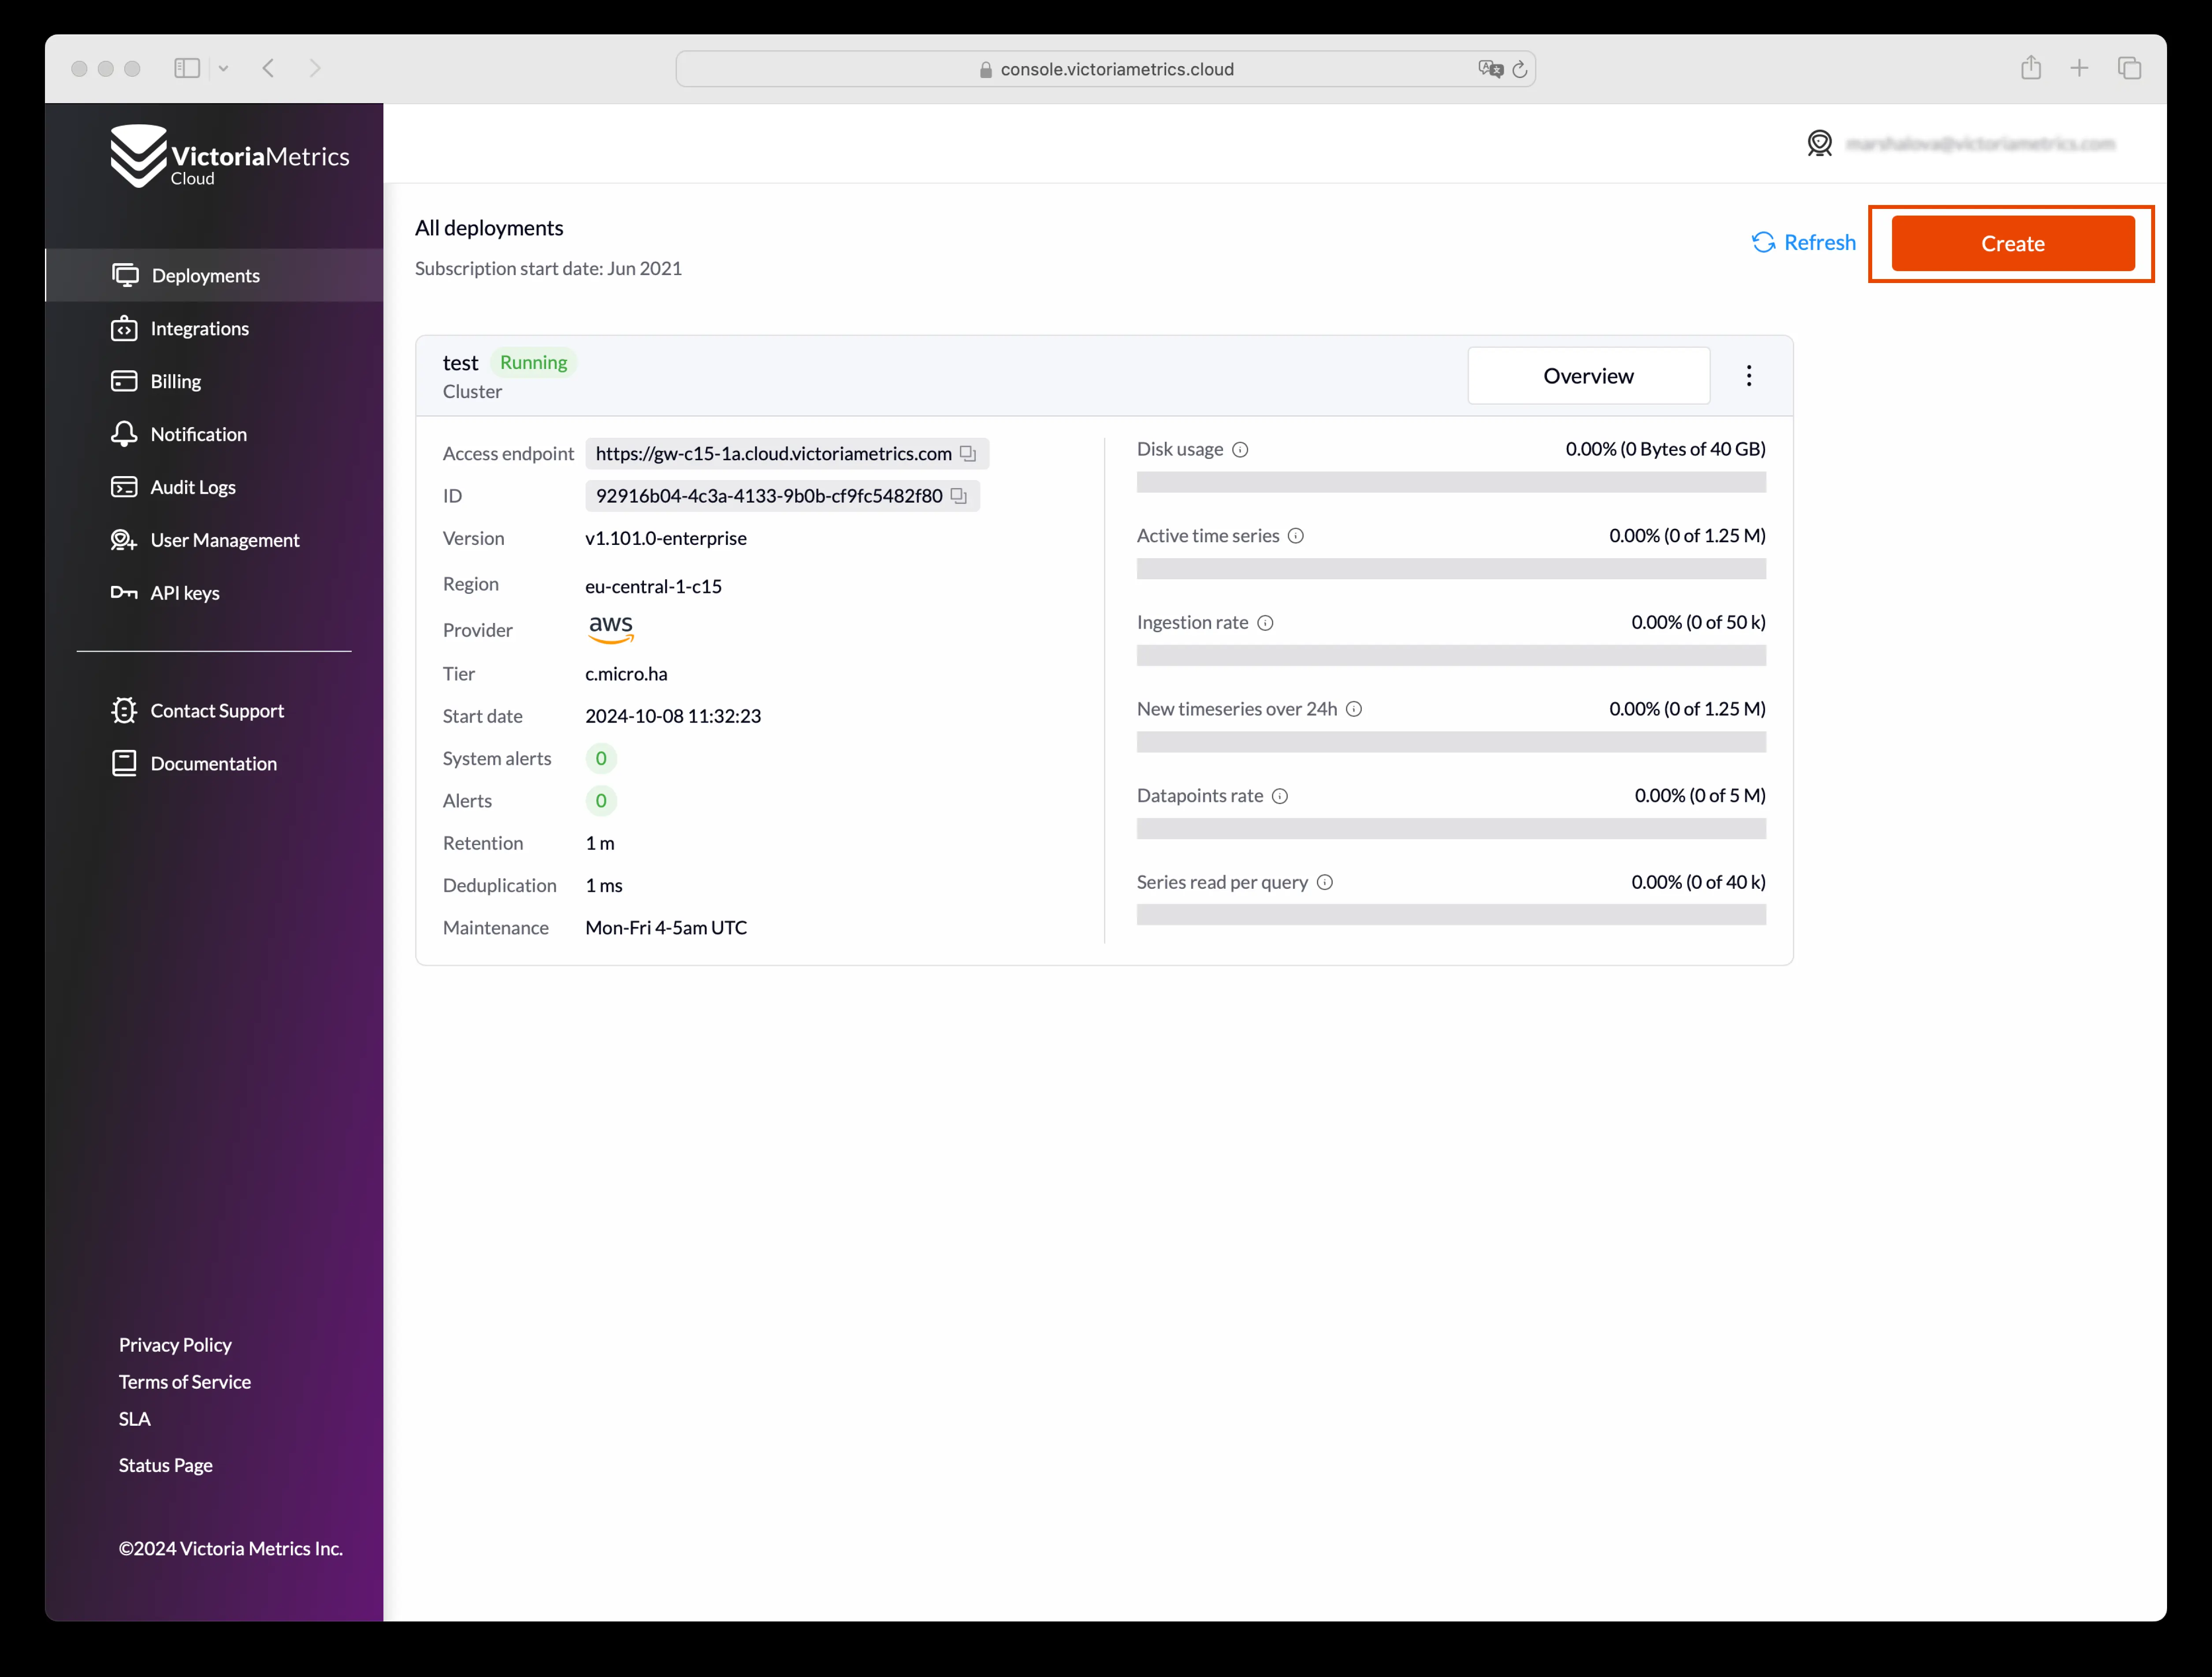 console.victoriametrics.cloud
VictoriaMetrics
Cloud
Deployments
Integrations
Billing
Notification
Audit Logs
User Management
API keys
Contact Support
Documentation
Privacy Policy
Terms of Service
SLA
Status Page
©2024 Victoria Metrics Inc.
All deployments
Subscription start date: Jun 2021
Refresh
Create
test Running
Cluster
Overview
Access endpoint https://gw-c15-1a.cloud.victoriametrics.com
ID 92916b04-4c3a-4133-9b0b-cf9fc5482f80
Version v1.101.0-enterprise
Region eu-central-1-c15
Provider aws
Tier c.micro.ha
Start date 2024-10-08 11:32:23
System alerts 0
Alerts 0
Retention 1 m
Deduplication 1 ms
Maintenance Mon-Fri 4-5am UTC
Disk usage 0.00% (0 Bytes of 40 GB)
Active time series 0.00% (0 of 1.25 M)
Ingestion rate 0.00% (0 of 50 k)
New timeseries over 24h 0.00% (0 of 1.25 M)
Datapoints rate 0.00% (0 of 5 M)
Series read per query 0.00% (0 of 40 k)